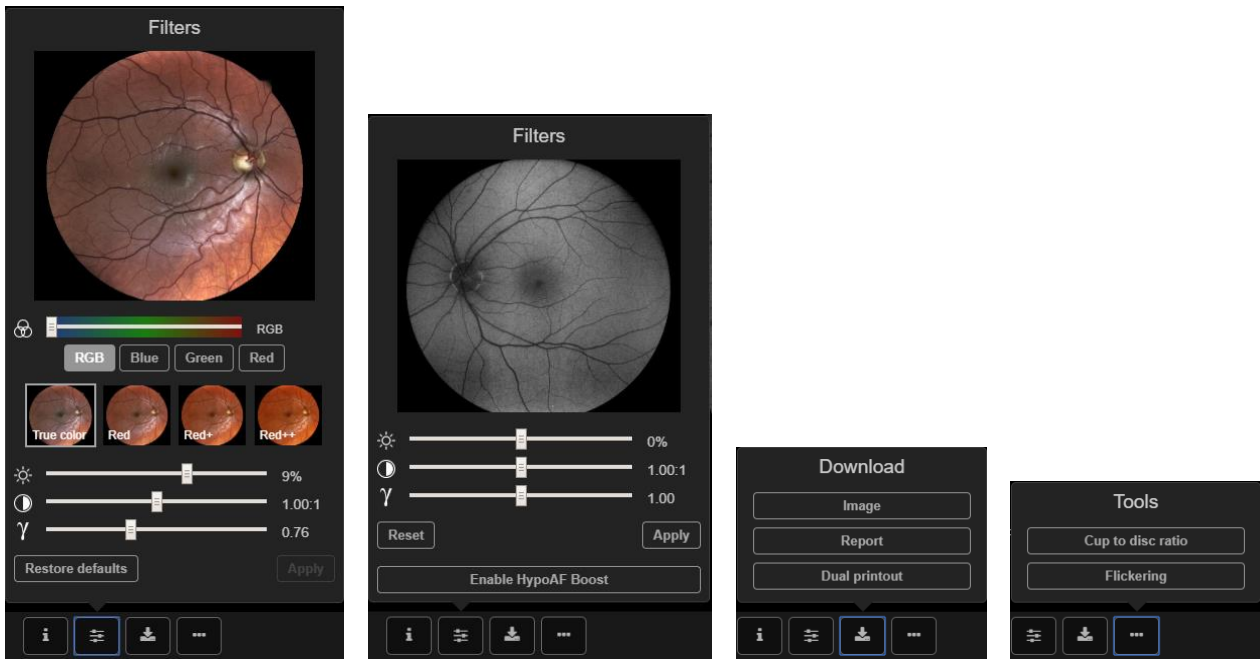 Filters
RGB
RGB Blue Green Red
True color Red Red+ Red++
9%
1.00:1
γ 0.76
Restore defaults Apply
i
Filters
0%
1.00:1
γ 1.00
Reset Apply
Enable HypoAF Boost
i
Download
Image
Report
Dual printout
i
Tools
Cup to disc ratio
Flickering